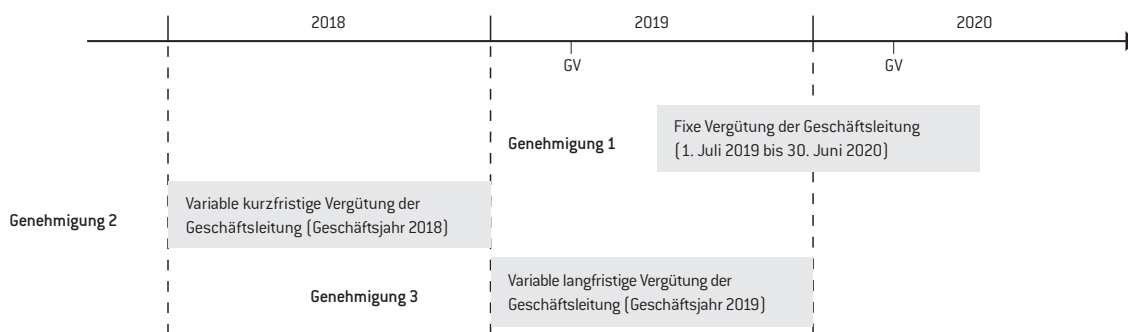 2018
2019
2020
GV
GV
Genehmigung 1
Fixe Vergütung der Geschäftsleitung
(1. Juli 2019 bis 30. Juni 2020)
Genehmigung 2
Variable kurzfristige Vergütung der
Geschäftsleitung (Geschäftsjahr 2018)
Genehmigung 3
Variable langfristige Vergütung der
Geschäftsleitung (Geschäftsjahr 2019)